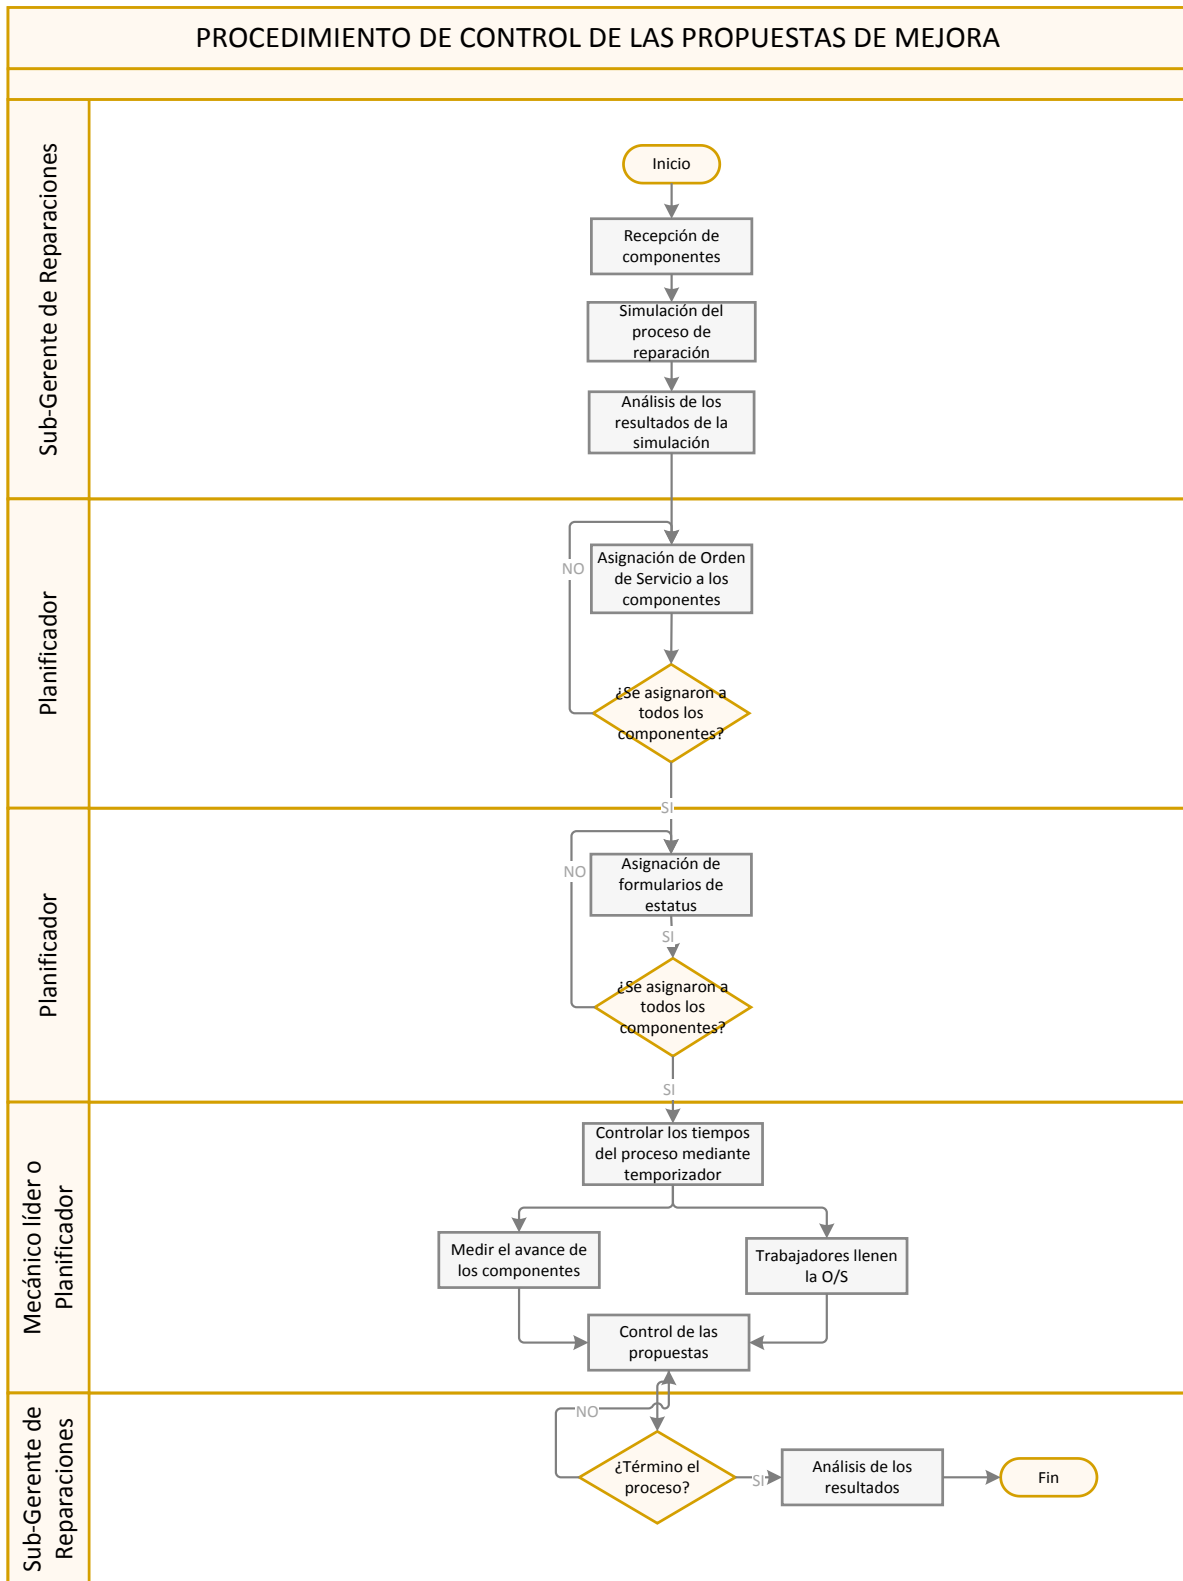 PROCEDIMIENTO DE CONTROL DE LAS PROPUESTAS DE MEJORA
Sub-Gerente de Reparaciones
Inicio
Recepción de
componentes
Simulación del
proceso de
reparación
Análisis de los
resultados de la
simulación
Planificador
NO
Asignación de Orden
de Servicio a los
componentes
¿Se asignaron a
todos los
componentes?
SI
Planificador
NO
Asignación de
formularios de
estatus
SI
¿Se asignaron a
todos los
componentes?
SI
Mecánico líder o
Planificador
Controlar los tiempos
del proceso mediante
temporizador
Medir el avance de
los componentes
Trabajadores llenen
la O/S
Control de las
propuestas
Sub-Gerente de
Reparaciones
NO
¿Término el
proceso?
SI
Análisis de los
resultados
Fin